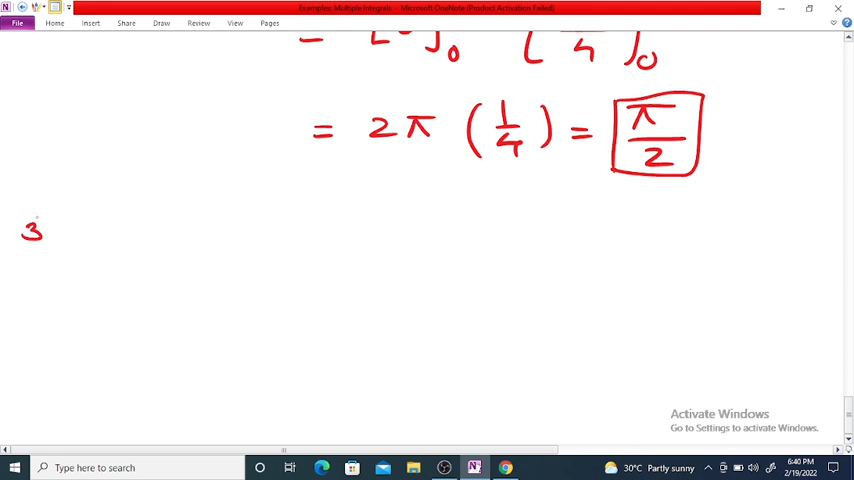 Examples: Multiple Integrals -- Microsoft OneNote (Product Activation Failed)
File Home Insert Share Draw Review View Pages
= 2π (1/4) = π/2
3
Activate Windows
Go to Settings to activate Windows.
Type here to search
30°C Partly sunny
6:40 PM
2/19/2022